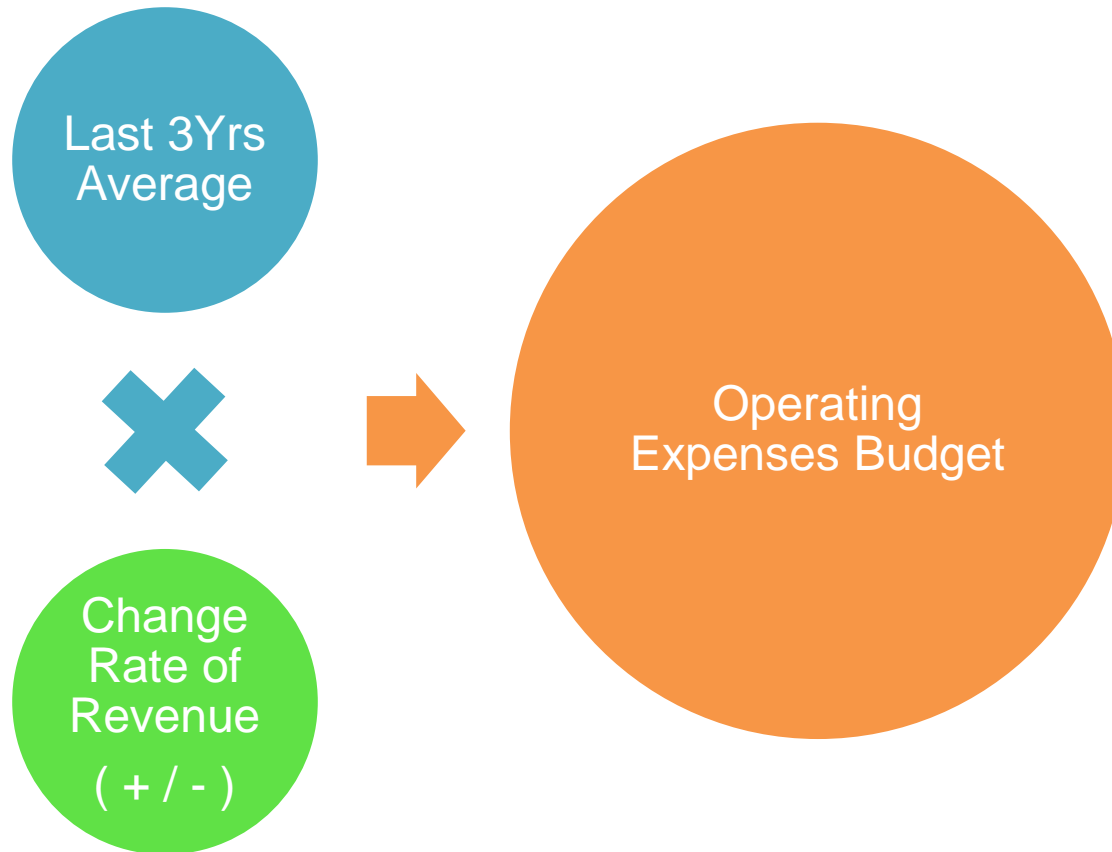 Last 3Yrs
Average
Change
Rate of
Revenue
( + / - )
Operating
Expenses Budget